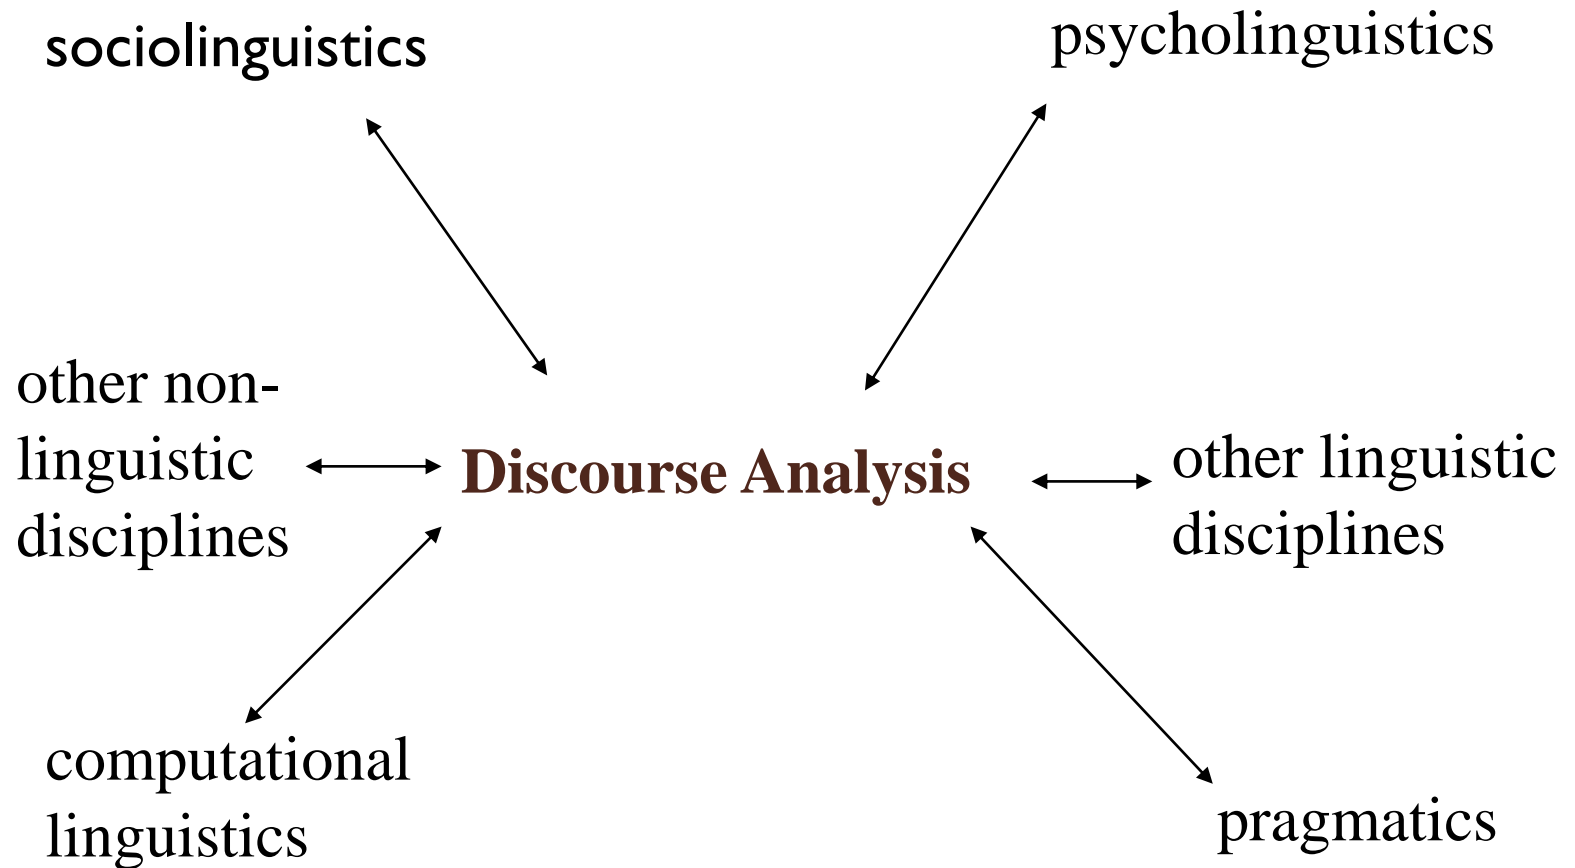 sociolinguistics
psycholinguistics
other non-
linguistic
disciplines
Discourse Analysis
other linguistic
disciplines
computational
linguistics
pragmatics